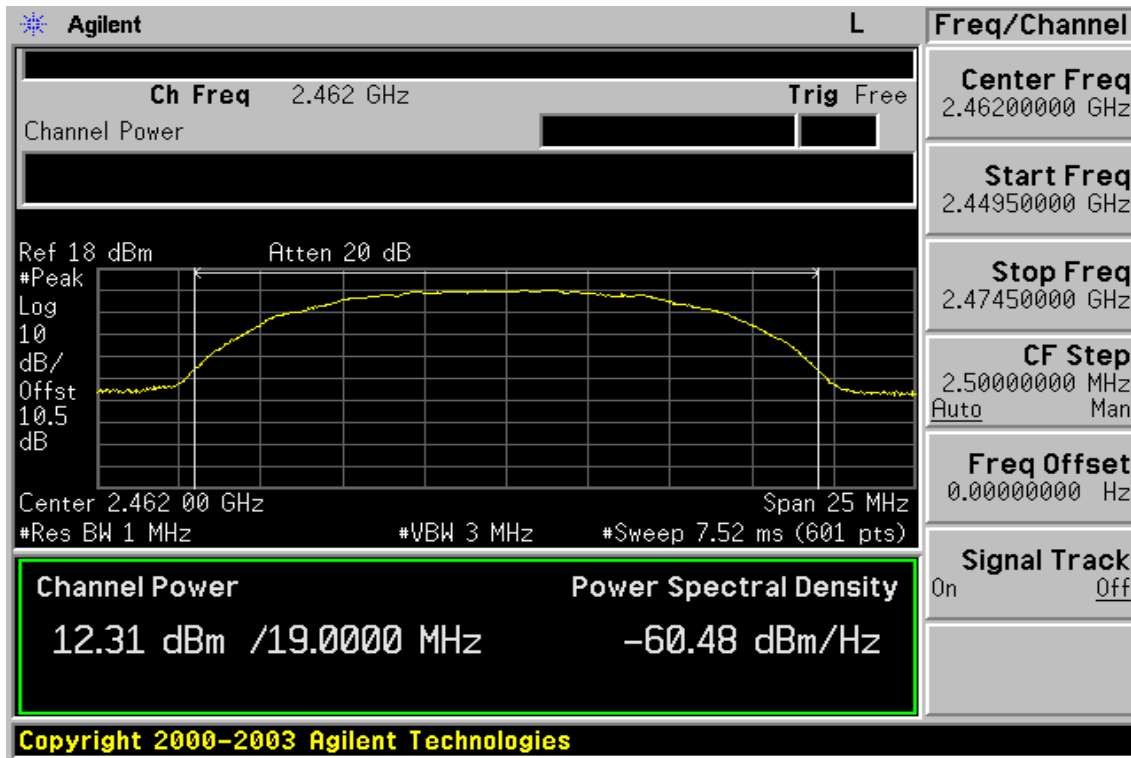 Agilent L
Freq/Channel
Ch Freq 2.462 GHz Trig Free
Channel Power
Ref 18 dBm Atten 20 dB
#Peak
Log
10
dB/
Offst
10.5
dB
Center 2.462 00 GHz Span 25 MHz
#Res BW 1 MHz #VBW 3 MHz #Sweep 7.52 ms (601 pts)
Channel Power Power Spectral Density
12.31 dBm /19.0000 MHz -60.48 dBm/Hz
Copyright 2000-2003 Agilent Technologies
Center Freq
2.46200000 GHz
Start Freq
2.44950000 GHz
Stop Freq
2.47450000 GHz
CF Step
2.50000000 MHz
Auto Man
Freq Offset
0.00000000 Hz
Signal Track
On Off